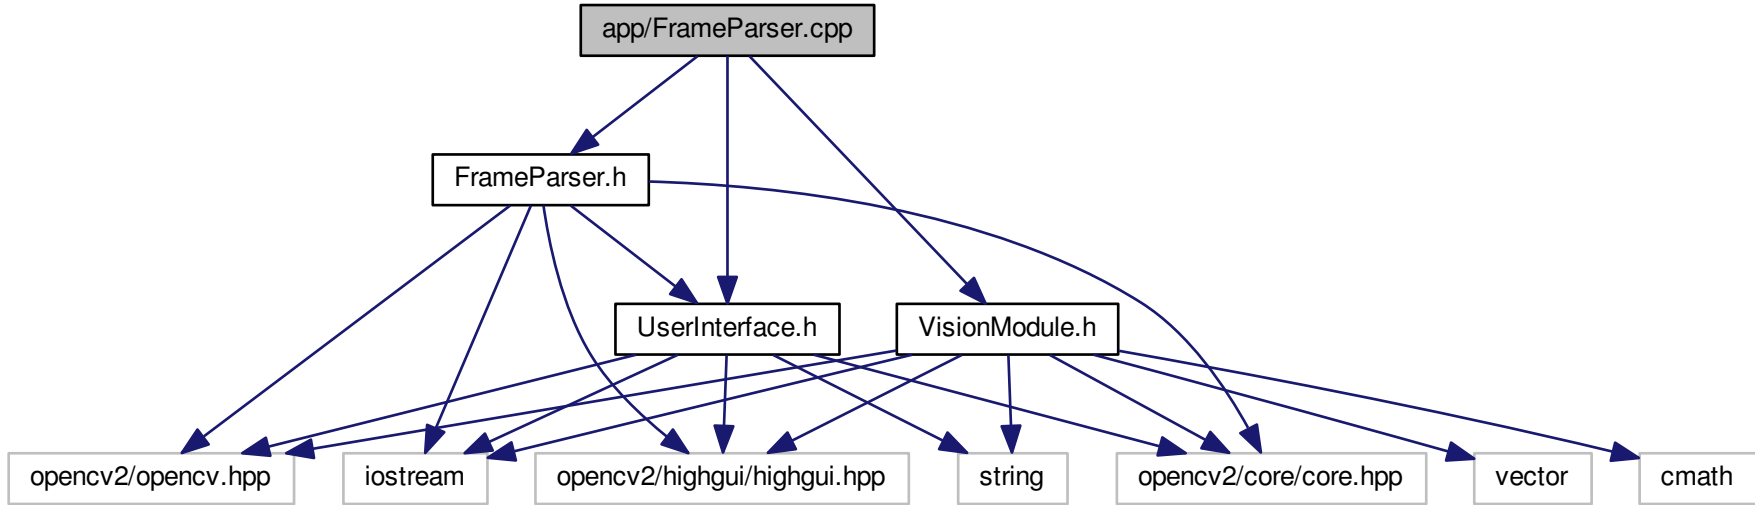 app/FrameParser.cpp
FrameParser.h
UserInterface.h
VisionModule.h
opencv2/opencv.hpp
iostream
opencv2/highgui/highgui.hpp
string
opencv2/core/core.hpp
vector
cmath